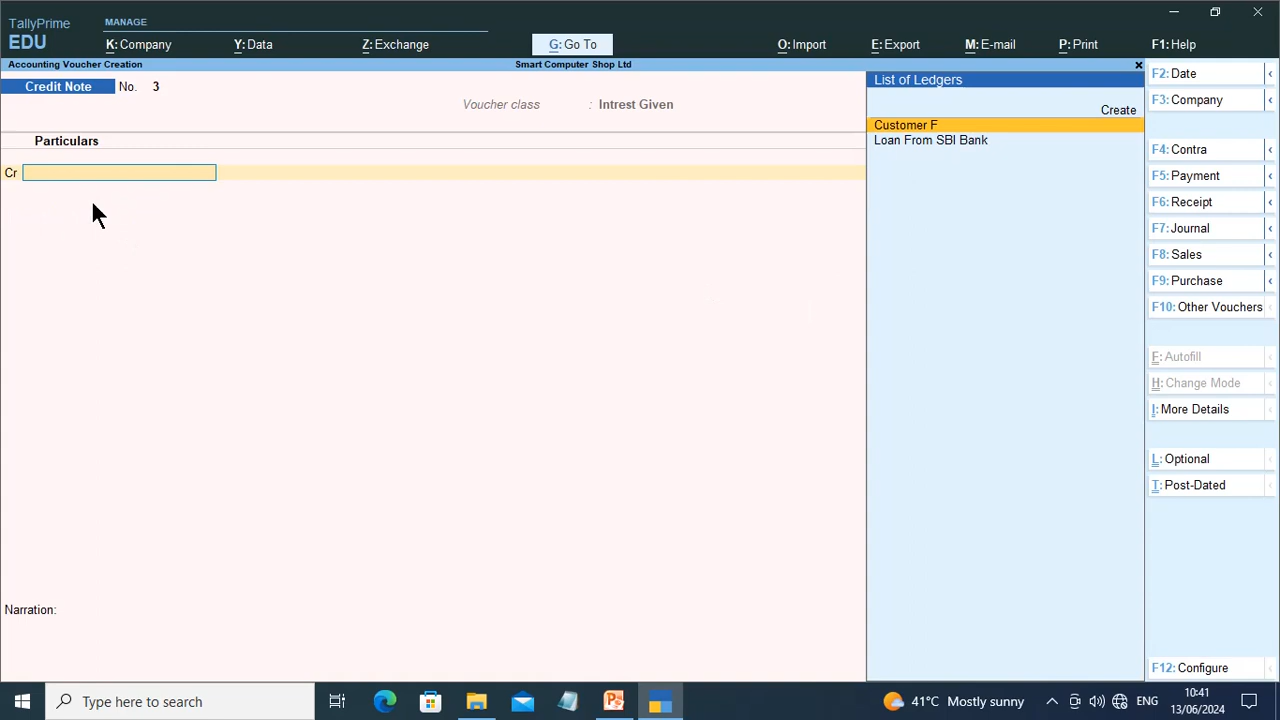 TallyPrime
EDU
MANAGE
K: Company
Y: Data
Z: Exchange
G: Go To
O: Import
E: Export
M: E-mail
P: Print
F1: Help
Accounting Voucher Creation
Smart Computer Shop Ltd
Credit Note No. 3
Voucher class : Intrest Given
Particulars
Cr
Narration:
List of Ledgers
Create
Customer F
Loan From SBI Bank
F2: Date
F3: Company
F4: Contra
F5: Payment
F6: Receipt
F7: Journal
F8: Sales
F9: Purchase
F10: Other Vouchers
F: Autofill
H: Change Mode
I: More Details
L: Optional
T: Post-Dated
F12: Configure
Type here to search
41°C Mostly sunny
ENG
10:41
13/06/2024